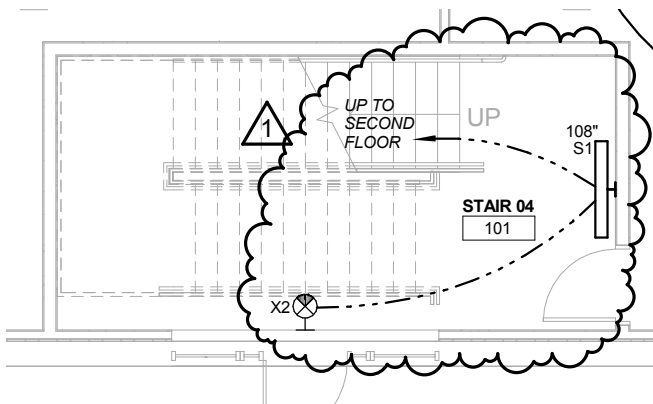 1
UP TO
SECOND
FLOOR
UP
108"
S1
STAIR 04
101
X2